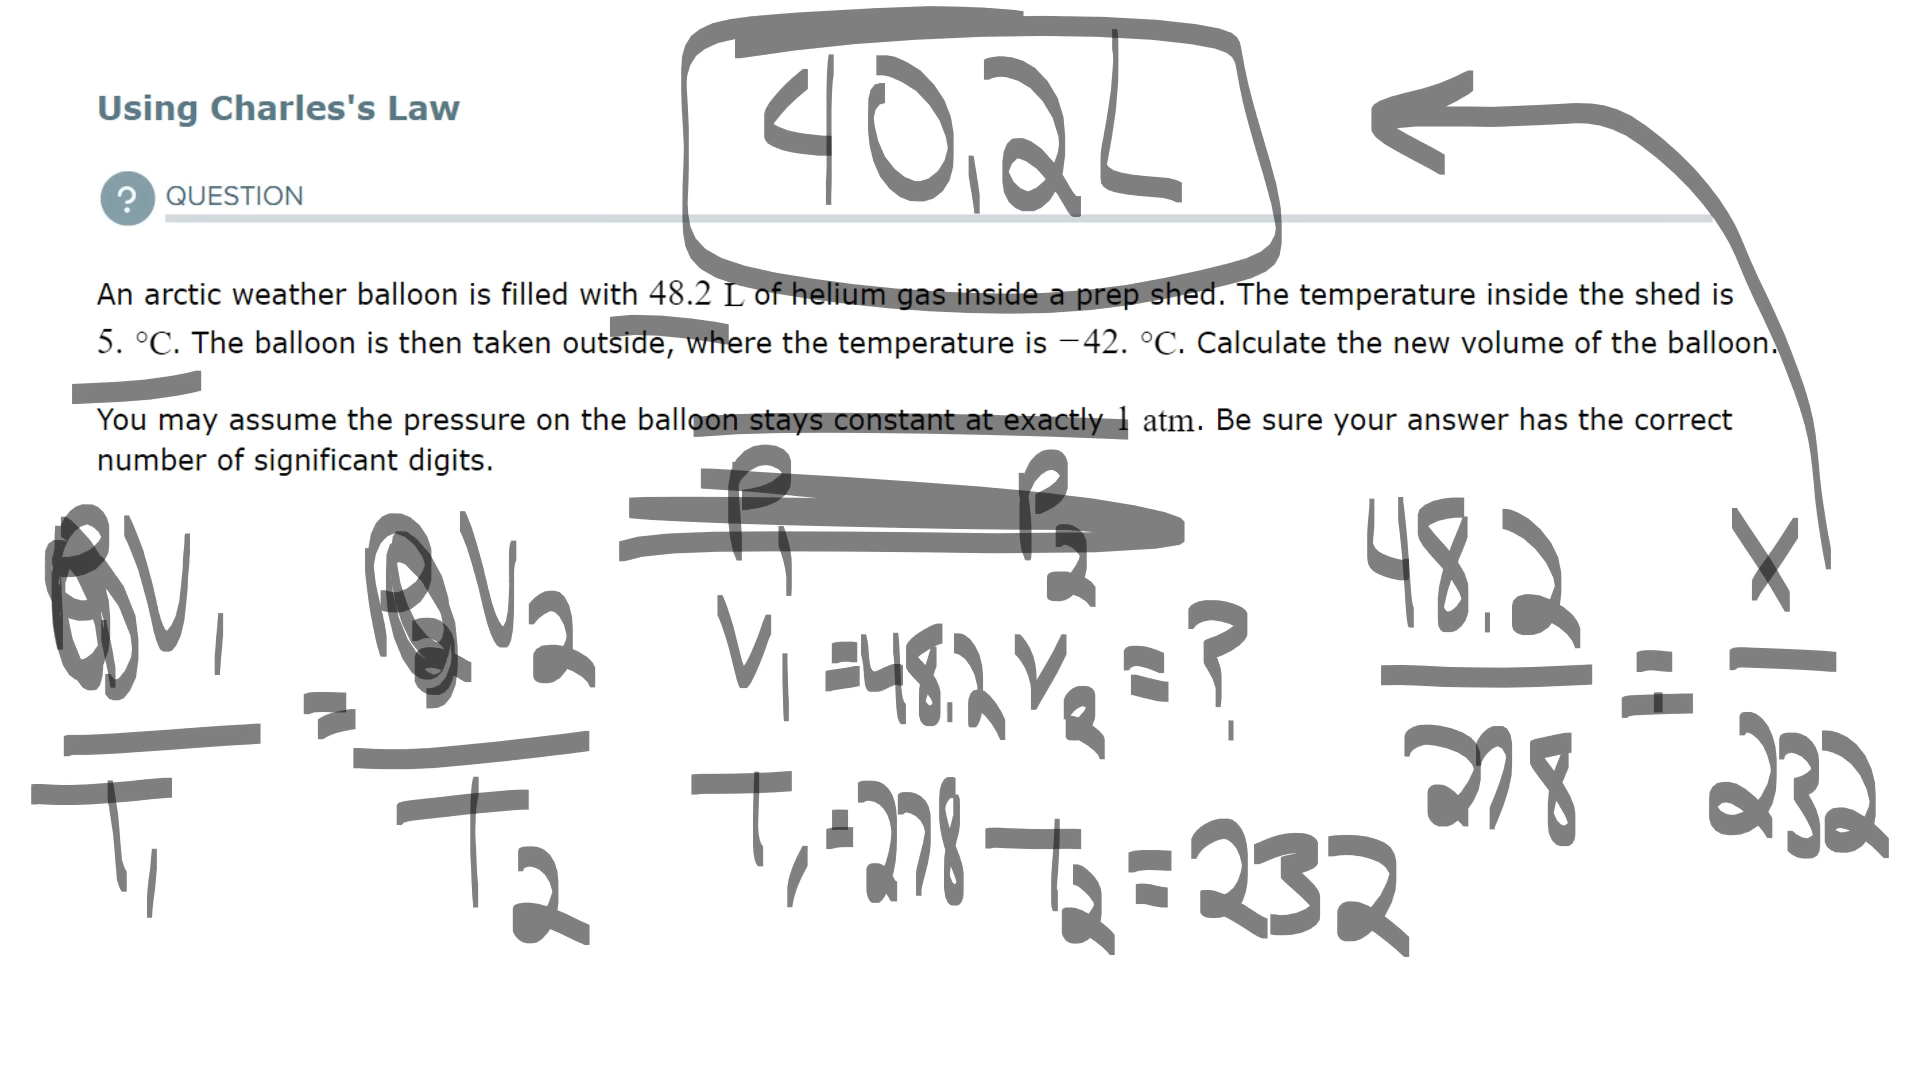 40.2L
Using Charles's Law
? QUESTION
An arctic weather balloon is filled with 48.2 L of helium gas inside a prep shed. The temperature inside the shed is
5. °C. The balloon is then taken outside, where the temperature is −42. °C. Calculate the new volume of the balloon.
You may assume the pressure on the balloon stays constant at exactly 1 atm. Be sure your answer has the correct
number of significant digits.
P1V1 = P2V2
T1 T2
P1 P2
V1 =48.2 V2 = ?
T1 =278 T2 =232
48.2 = X
278 232